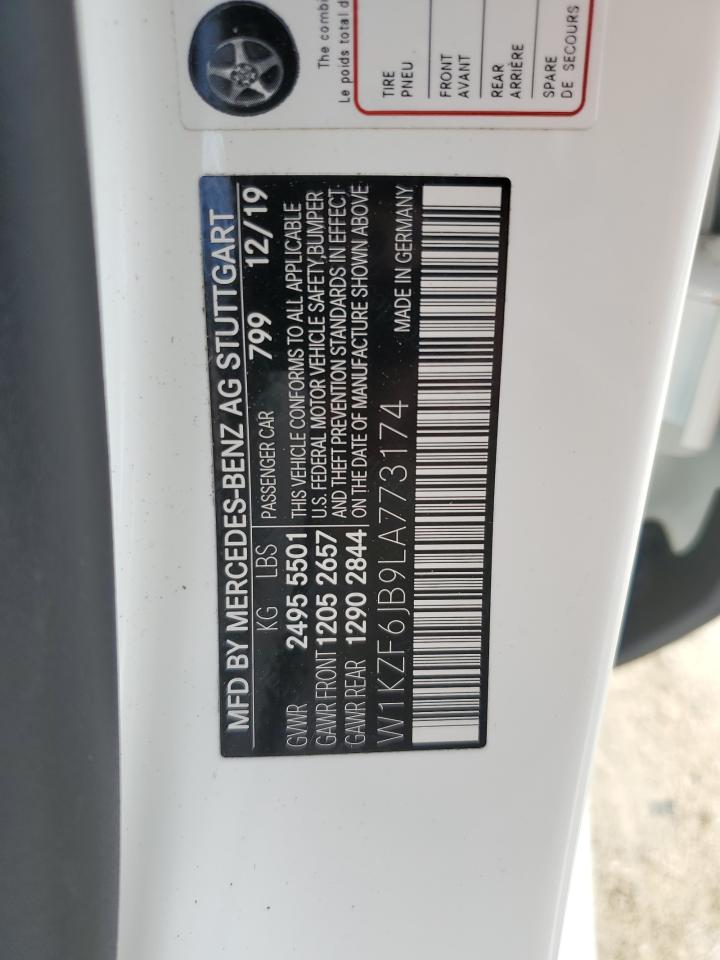 The combi
Le poids total d
TIRE
PNEU
FRONT
AVANT
REAR
ARRIÈRE
SPARE
DE SECOURS
MFD BY MERCEDES-BENZ AG STUTTGART
KG LBS PASSENGER CAR 799 12/19
GVWR 2495 5501 THIS VEHICLE CONFORMS TO ALL APPLICABLE
GAWR FRONT 1205 2657 U.S. FEDERAL MOTOR VEHICLE SAFETY,BUMPER
AND THEFT PREVENTION STANDARDS IN EFFECT
GAWR REAR 1290 2844 ON THE DATE OF MANUFACTURE SHOWN ABOVE
W1KZF6JB9LA773174 MADE IN GERMANY